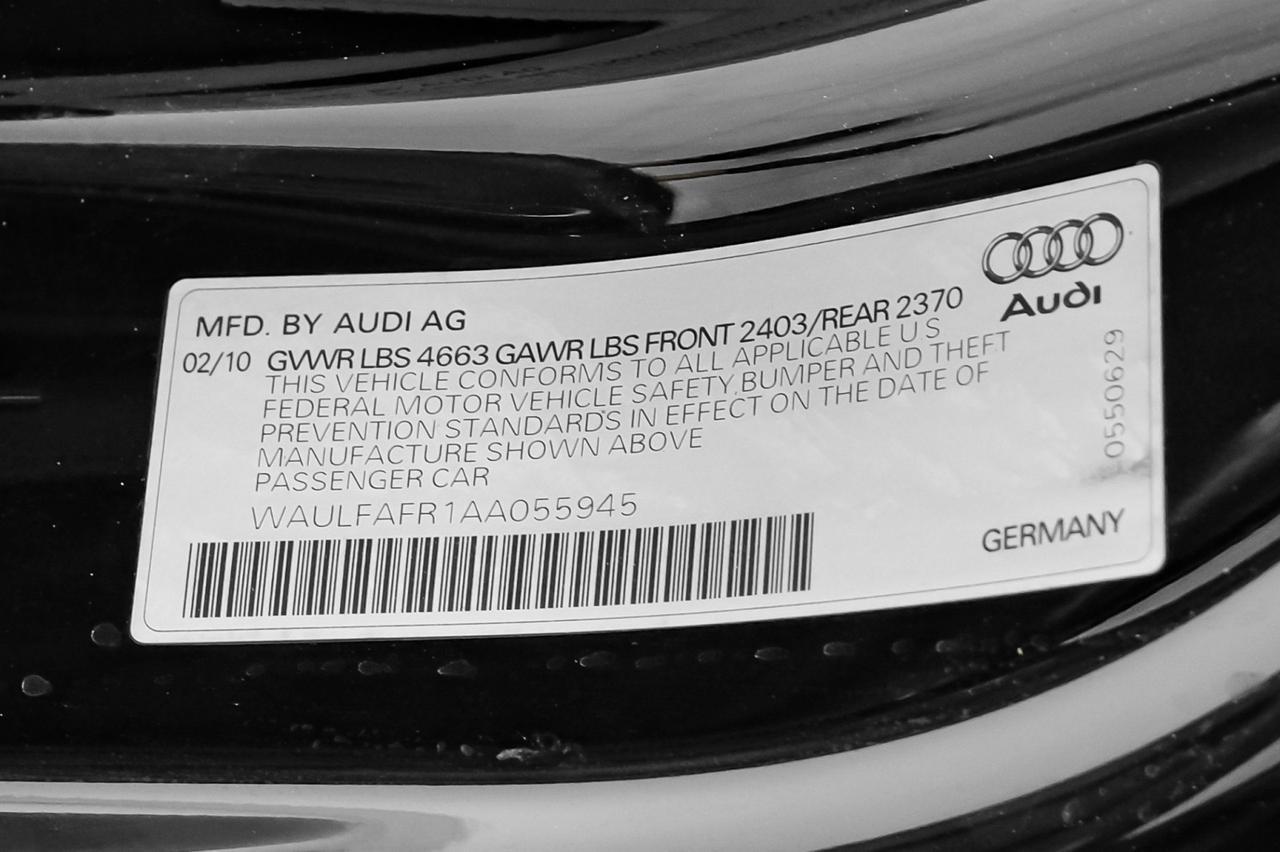 MFD. BY AUDI AG
02/10 GVWR LBS 4663 GAWR LBS FRONT 2403/REAR 2370
THIS VEHICLE CONFORMS TO ALL APPLICABLE U S
FEDERAL MOTOR VEHICLE SAFETY, BUMPER AND THEFT
PREVENTION STANDARDS IN EFFECT ON THE DATE OF
MANUFACTURE SHOWN ABOVE
PASSENGER CAR
WAULFAFR1AA055945
Audi
0550629
GERMANY